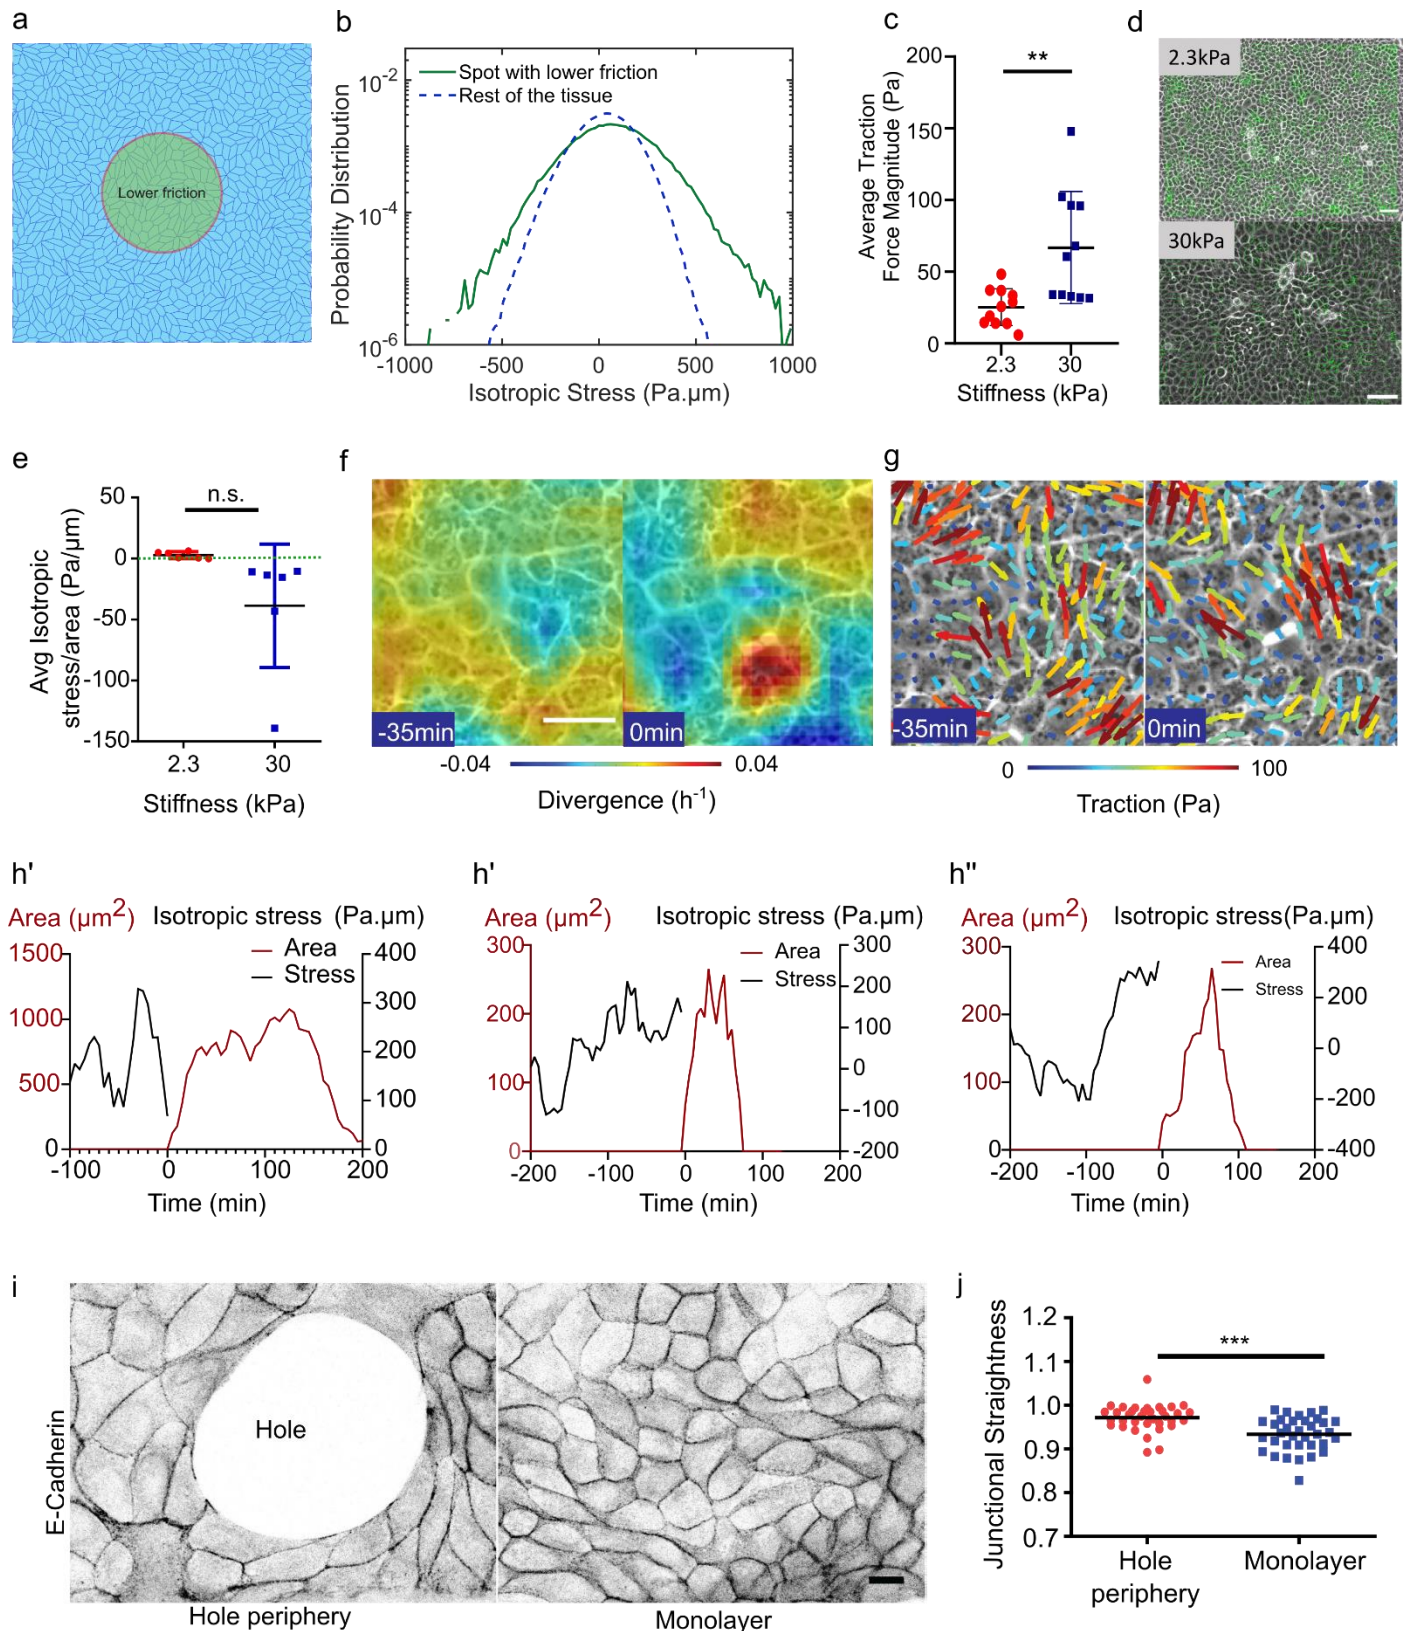 a
Lower friction
b
Probability Distribution
10⁻²
10⁻⁴
10⁻⁶
Spot with lower friction
Rest of the tissue
-1000 -500 0 500 1000
Isotropic Stress (Pa.µm)
c
Average Traction
Force Magnitude (Pa)
200
150
100
50
0
**
2.3 30
Stiffness (kPa)
d
2.3kPa
30kPa
e
Avg Isotropic
stress/area (Pa/µm)
50
0
-50
-100
-150
n.s.
2.3 30
Stiffness (kPa)
f
-35min
0min
-0.04 0.04
Divergence (h⁻¹)
g
-35min
0min
0 100
Traction (Pa)
h'
Area (µm²) Isotropic stress (Pa.µm)
1500
1000
500
0
Area
Stress
400
300
200
100
0
-100 0 100 200
Time (min)
h'
Area (µm²) Isotropic stress (Pa.µm)
300
200
100
0
Area
Stress
300
200
100
0
-100
-200
-200 -100 0 100 200
Time (min)
h''
Area (µm²) Isotropic stress(Pa.µm)
300
200
100
0
Area
Stress
400
200
0
-200
-400
-200 -100 0 100 200
Time (min)
i
E-Cadherin
Hole
Hole periphery
Monolayer
j
Junctional Straightness
1.2
1.1
1.0
0.9
0.8
0.7
***
Hole
periphery
Monolayer